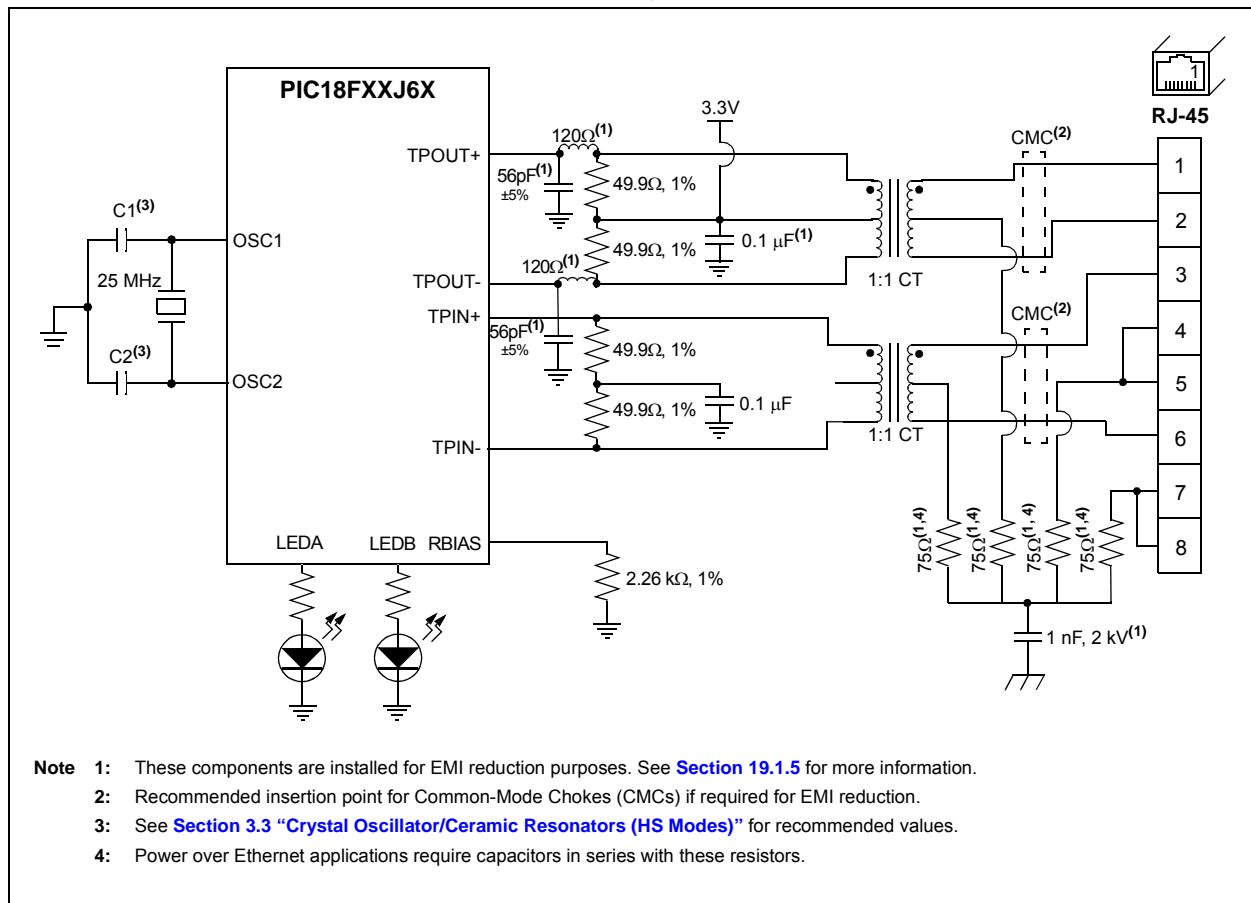 PIC18FXXJ6X
1
RJ-45
3.3V
120Ω(1)
CMC(2)
TPOUT+
1
56pF(1)
±5%
49.9Ω, 1%
C1(3)
2
OSC1
0.1 µF(1)
49.9Ω, 1%
120Ω(1)
3
25 MHz
TPOUT-
1:1 CT
TPIN+
CMC(2)
56pF(1)
±5%
4
49.9Ω, 1%
C2(3)
OSC2
5
49.9Ω, 1%
0.1 µF
1:1 CT
6
TPIN-
7
75Ω(1,4)
75Ω(1,4)
75Ω(1, 4)
75Ω(1,4)
LEDA
LEDB
RBIAS
8
2.26 kΩ, 1%
1 nF, 2 kV(1)
Note 1: These components are installed for EMI reduction purposes. See Section 19.1.5 for more information.
2: Recommended insertion point for Common-Mode Chokes (CMCs) if required for EMI reduction.
3: See Section 3.3 “Crystal Oscillator/Ceramic Resonators (HS Modes)” for recommended values.
4: Power over Ethernet applications require capacitors in series with these resistors.